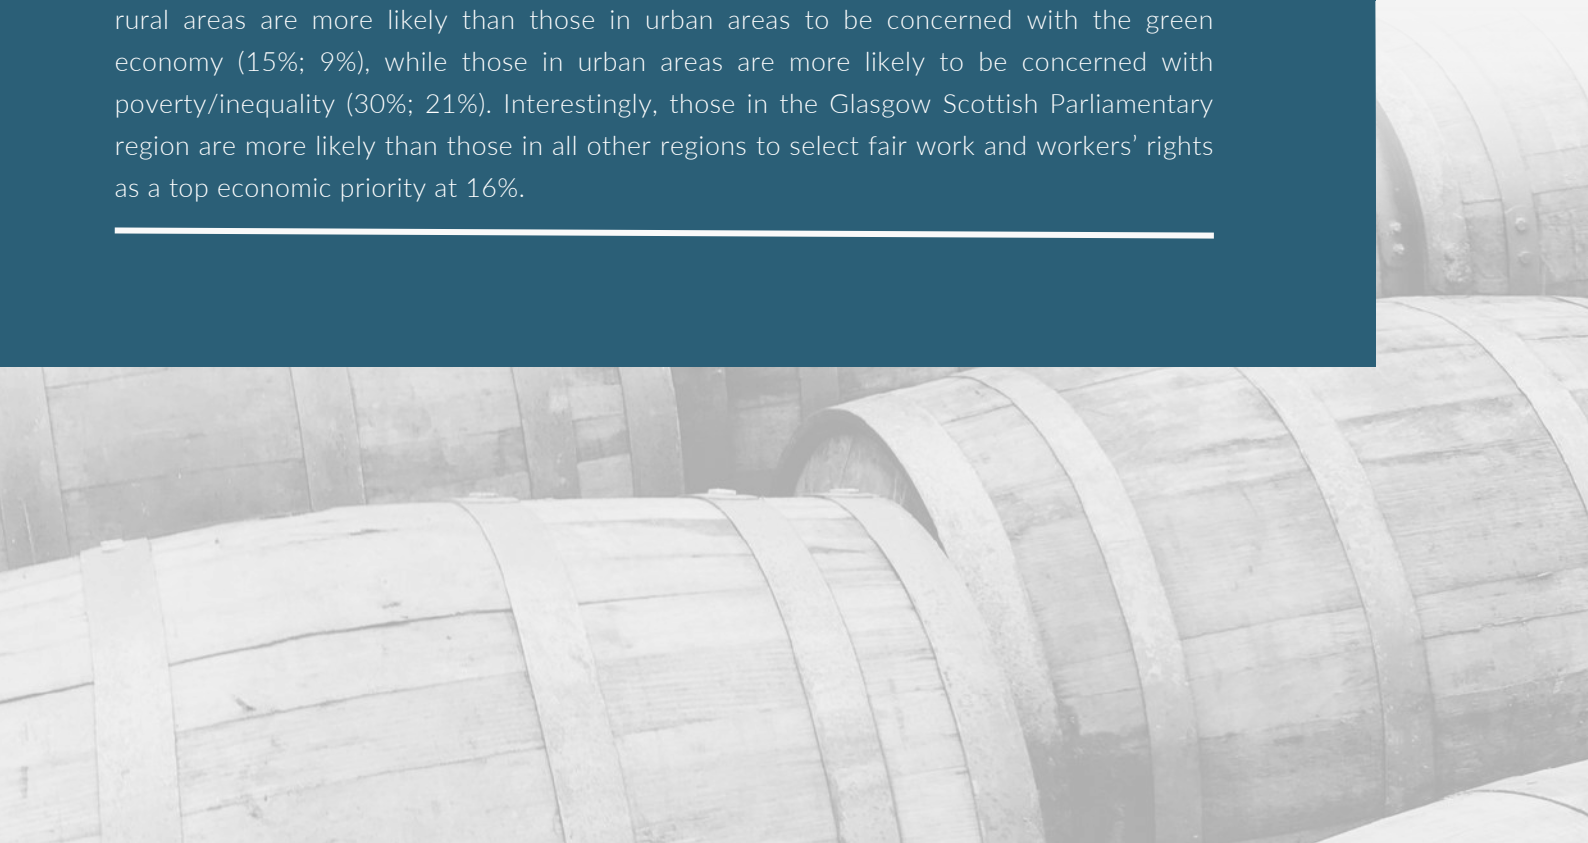 rural areas are more likely than those in urban areas to be concerned with the green
economy (15%; 9%), while those in urban areas are more likely to be concerned with
poverty/inequality (30%; 21%). Interestingly, those in the Glasgow Scottish Parliamentary
region are more likely than those in all other regions to select fair work and workers’ rights
as a top economic priority at 16%.